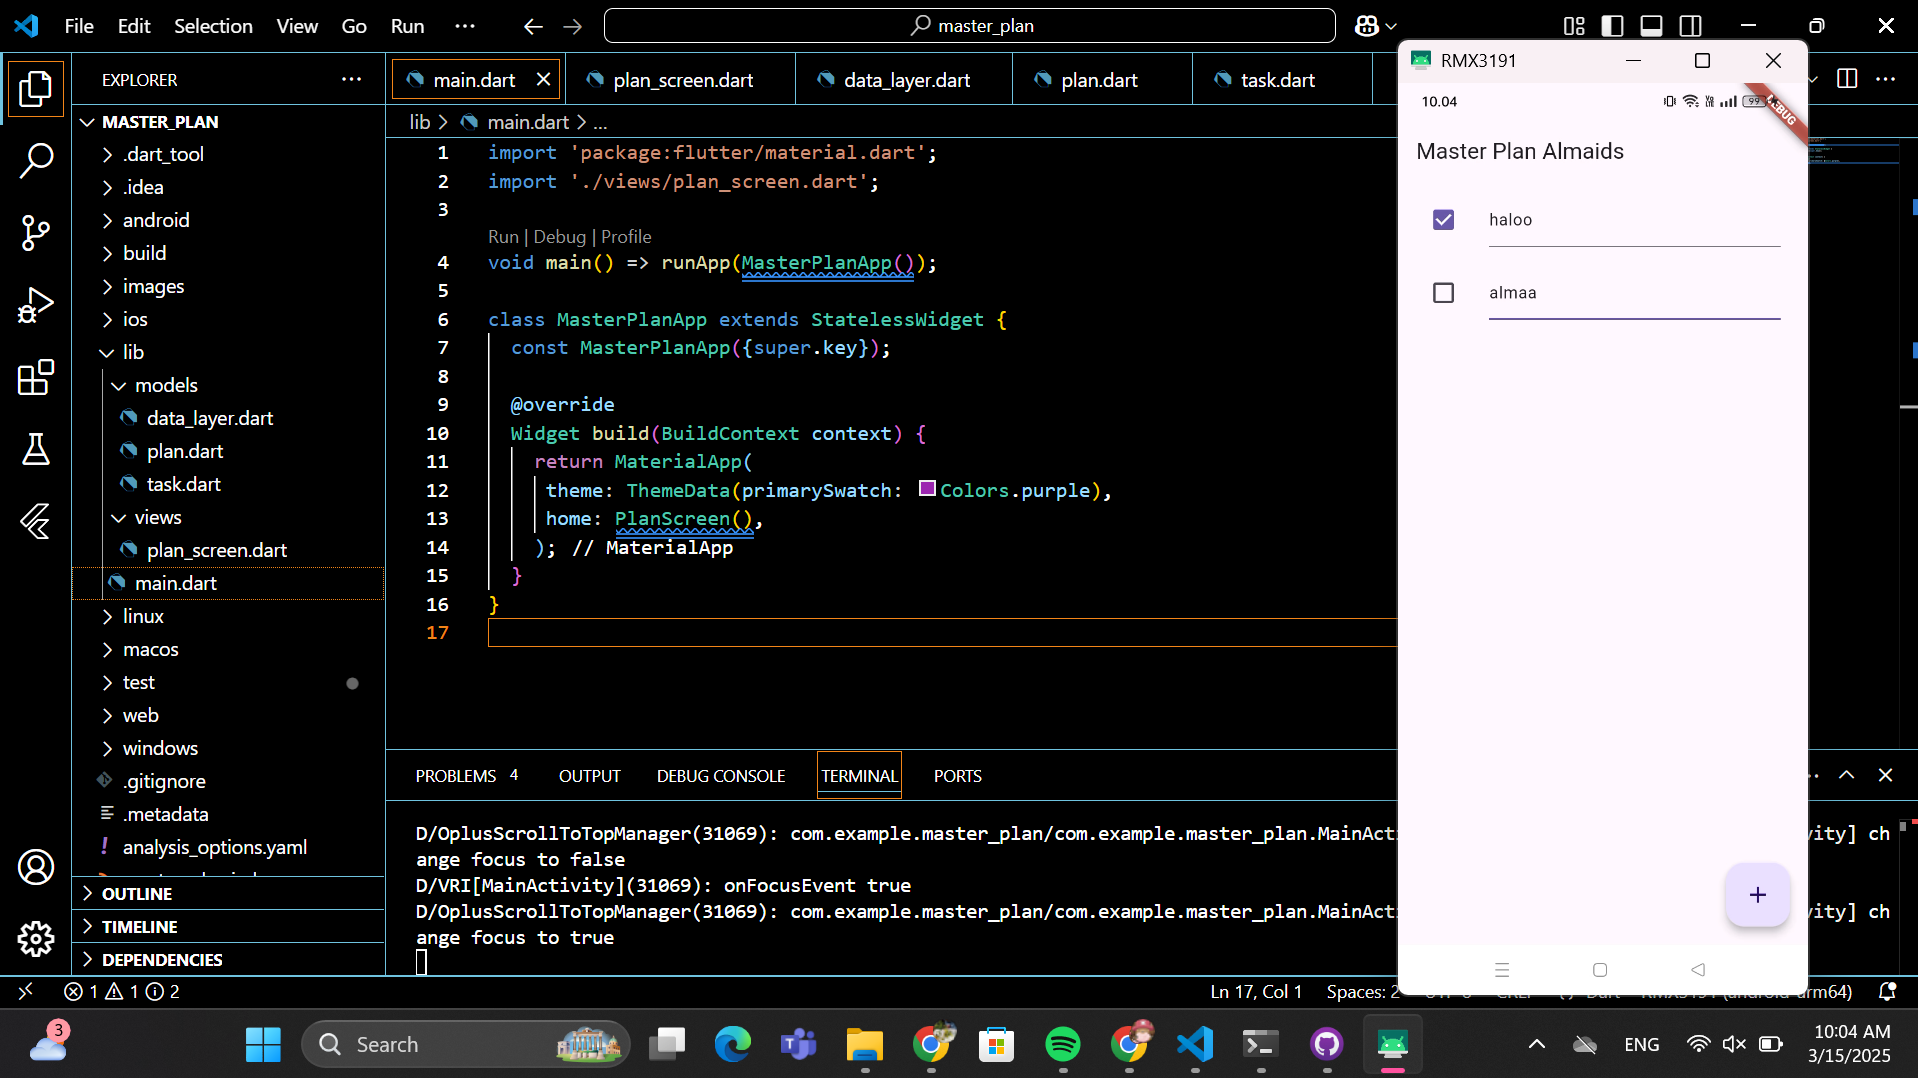 File Edit Selection View Go Run ...
master_plan
EXPLORER
MASTER_PLAN
.dart_tool
.idea
android
build
images
ios
lib
models
data_layer.dart
plan.dart
task.dart
views
plan_screen.dart
main.dart
linux
macos
test
web
windows
.gitignore
.metadata
analysis_options.yaml
OUTLINE
TIMELINE
DEPENDENCIES
main.dart
plan_screen.dart
data_layer.dart
plan.dart
task.dart
lib > main.dart > ...
1 import 'package:flutter/material.dart';
2 import './views/plan_screen.dart';
3
Run | Debug | Profile
4 void main() => runApp(MasterPlanApp());
5
6 class MasterPlanApp extends StatelessWidget {
7 const MasterPlanApp({super.key});
8
9 @override
10 Widget build(BuildContext context) {
11 return MaterialApp(
12 theme: ThemeData(primarySwatch: Colors.purple),
13 home: PlanScreen(),
14 ); // MaterialApp
15 }
16 }
17
PROBLEMS 4 OUTPUT DEBUG CONSOLE TERMINAL PORTS
D/OplusScrollToTopManager(31069): com.example.master_plan/com.example.master_plan.MainActi vity] ch
ange focus to false
D/VRI[MainActivity](31069): onFocusEvent true
D/OplusScrollToTopManager(31069): com.example.master_plan/com.example.master_plan.MainActi vity] ch
ange focus to true
RMX3191
10.04
99
DEBUG
Master Plan Almaids
haloo
almaa
+
1 1 2
Ln 17, Col 1 Spaces: 2
3
Search
ENG
10:04 AM
3/15/2025